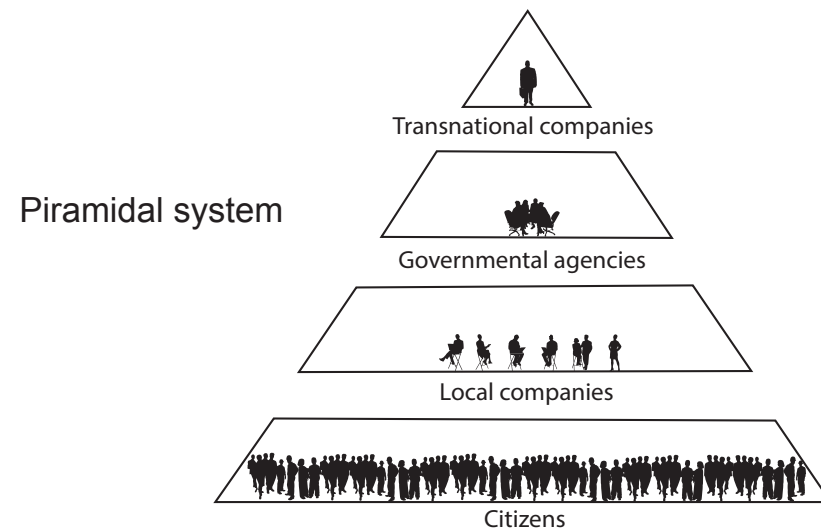 Transnational companies
Piramidal system
Governmental agencies
Local companies
Citizens